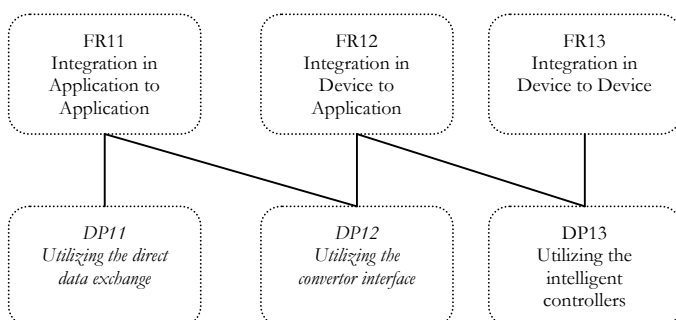 FR11
Integration in
Application to
Application
FR12
Integration in
Device to
Application
FR13
Integration in
Device to Device
DP11
Utilizing the direct
data exchange
DP12
Utilizing the
convertor interface
DP13
Utilizing the
intelligent
controllers